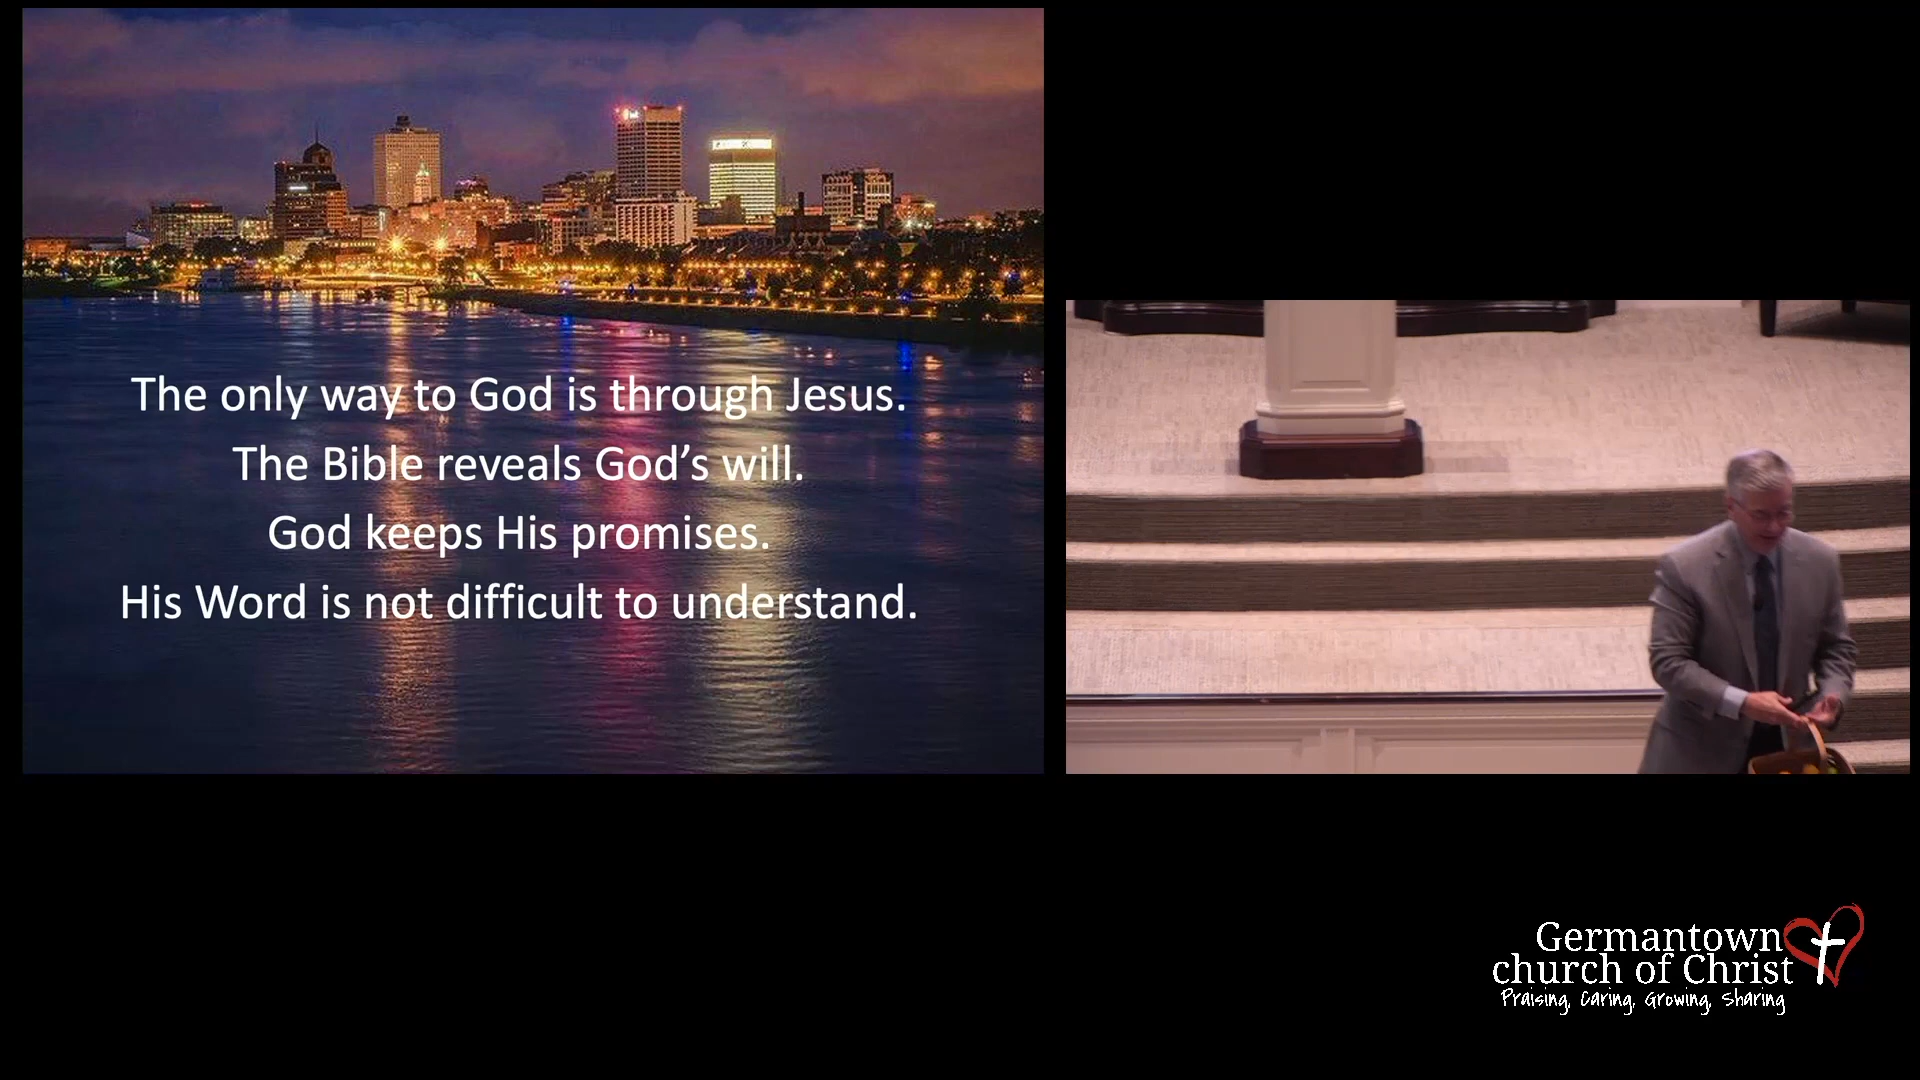 The only way to God is through Jesus.
The Bible reveals God’s will.
God keeps His promises.
His Word is not difficult to understand.
Germantown
church of Christ
Praising, Caring, Growing, Sharing